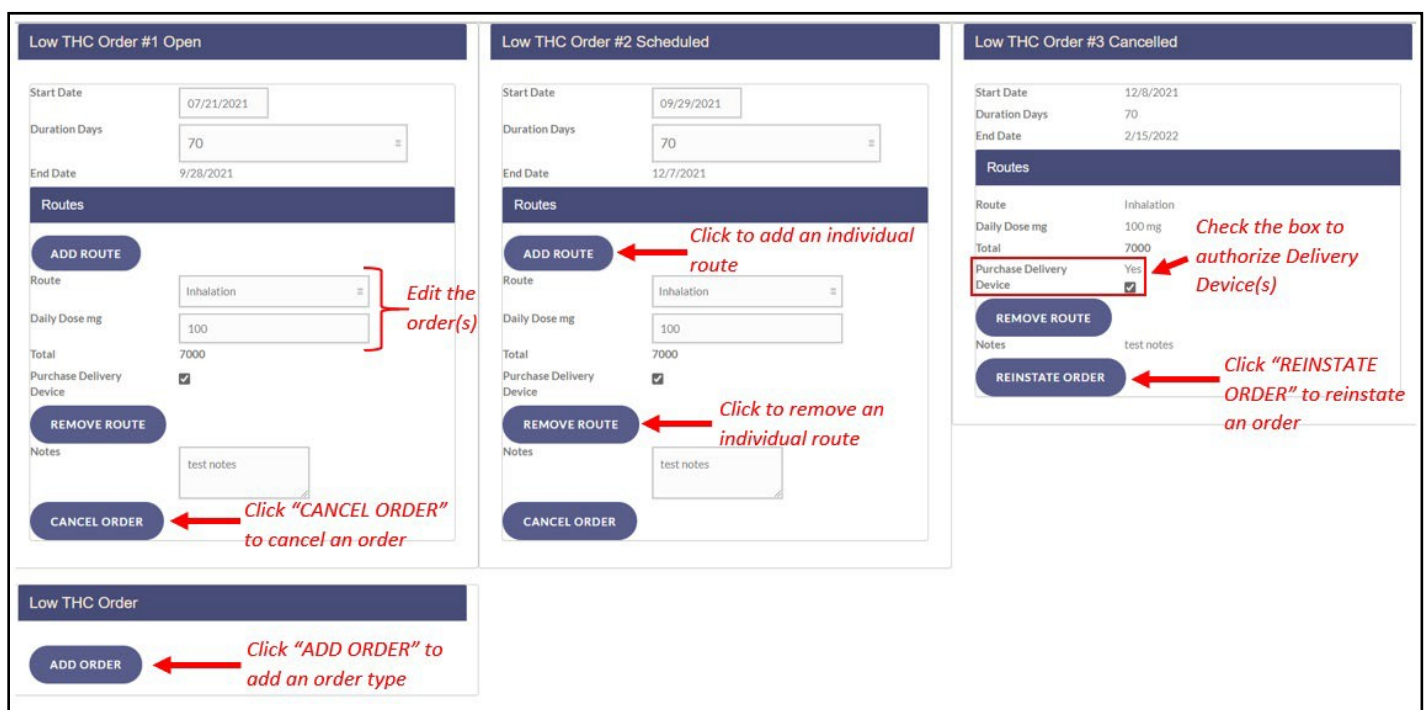 Low THC Order #1 Open
Start Date
07/21/2021
Duration Days
70
End Date
9/28/2021
Routes
ADD ROUTE
Route
Inhalation
Daily Dose mg
100
Edit the
order(s)
Total
7000
Purchase Delivery
Device
REMOVE ROUTE
Notes
test notes
CANCEL ORDER
Click “CANCEL ORDER”
to cancel an order
Low THC Order #2 Scheduled
Start Date
09/29/2021
Duration Days
70
End Date
12/7/2021
Routes
ADD ROUTE
Click to add an individual
route
Route
Inhalation
Daily Dose mg
100
Total
7000
Purchase Delivery
Device
REMOVE ROUTE
Click to remove an
individual route
Notes
test notes
CANCEL ORDER
Low THC Order #3 Cancelled
Start Date 12/8/2021
Duration Days 70
End Date 2/15/2022
Routes
Route Inhalation
Daily Dose mg 100 mg
Total 7000
Purchase Delivery Yes
Device
Check the box to
authorize Delivery
Device(s)
REMOVE ROUTE
Notes test notes
REINSTATE ORDER
Click “REINSTATE
ORDER” to reinstate
an order
Low THC Order
ADD ORDER
Click “ADD ORDER” to
add an order type